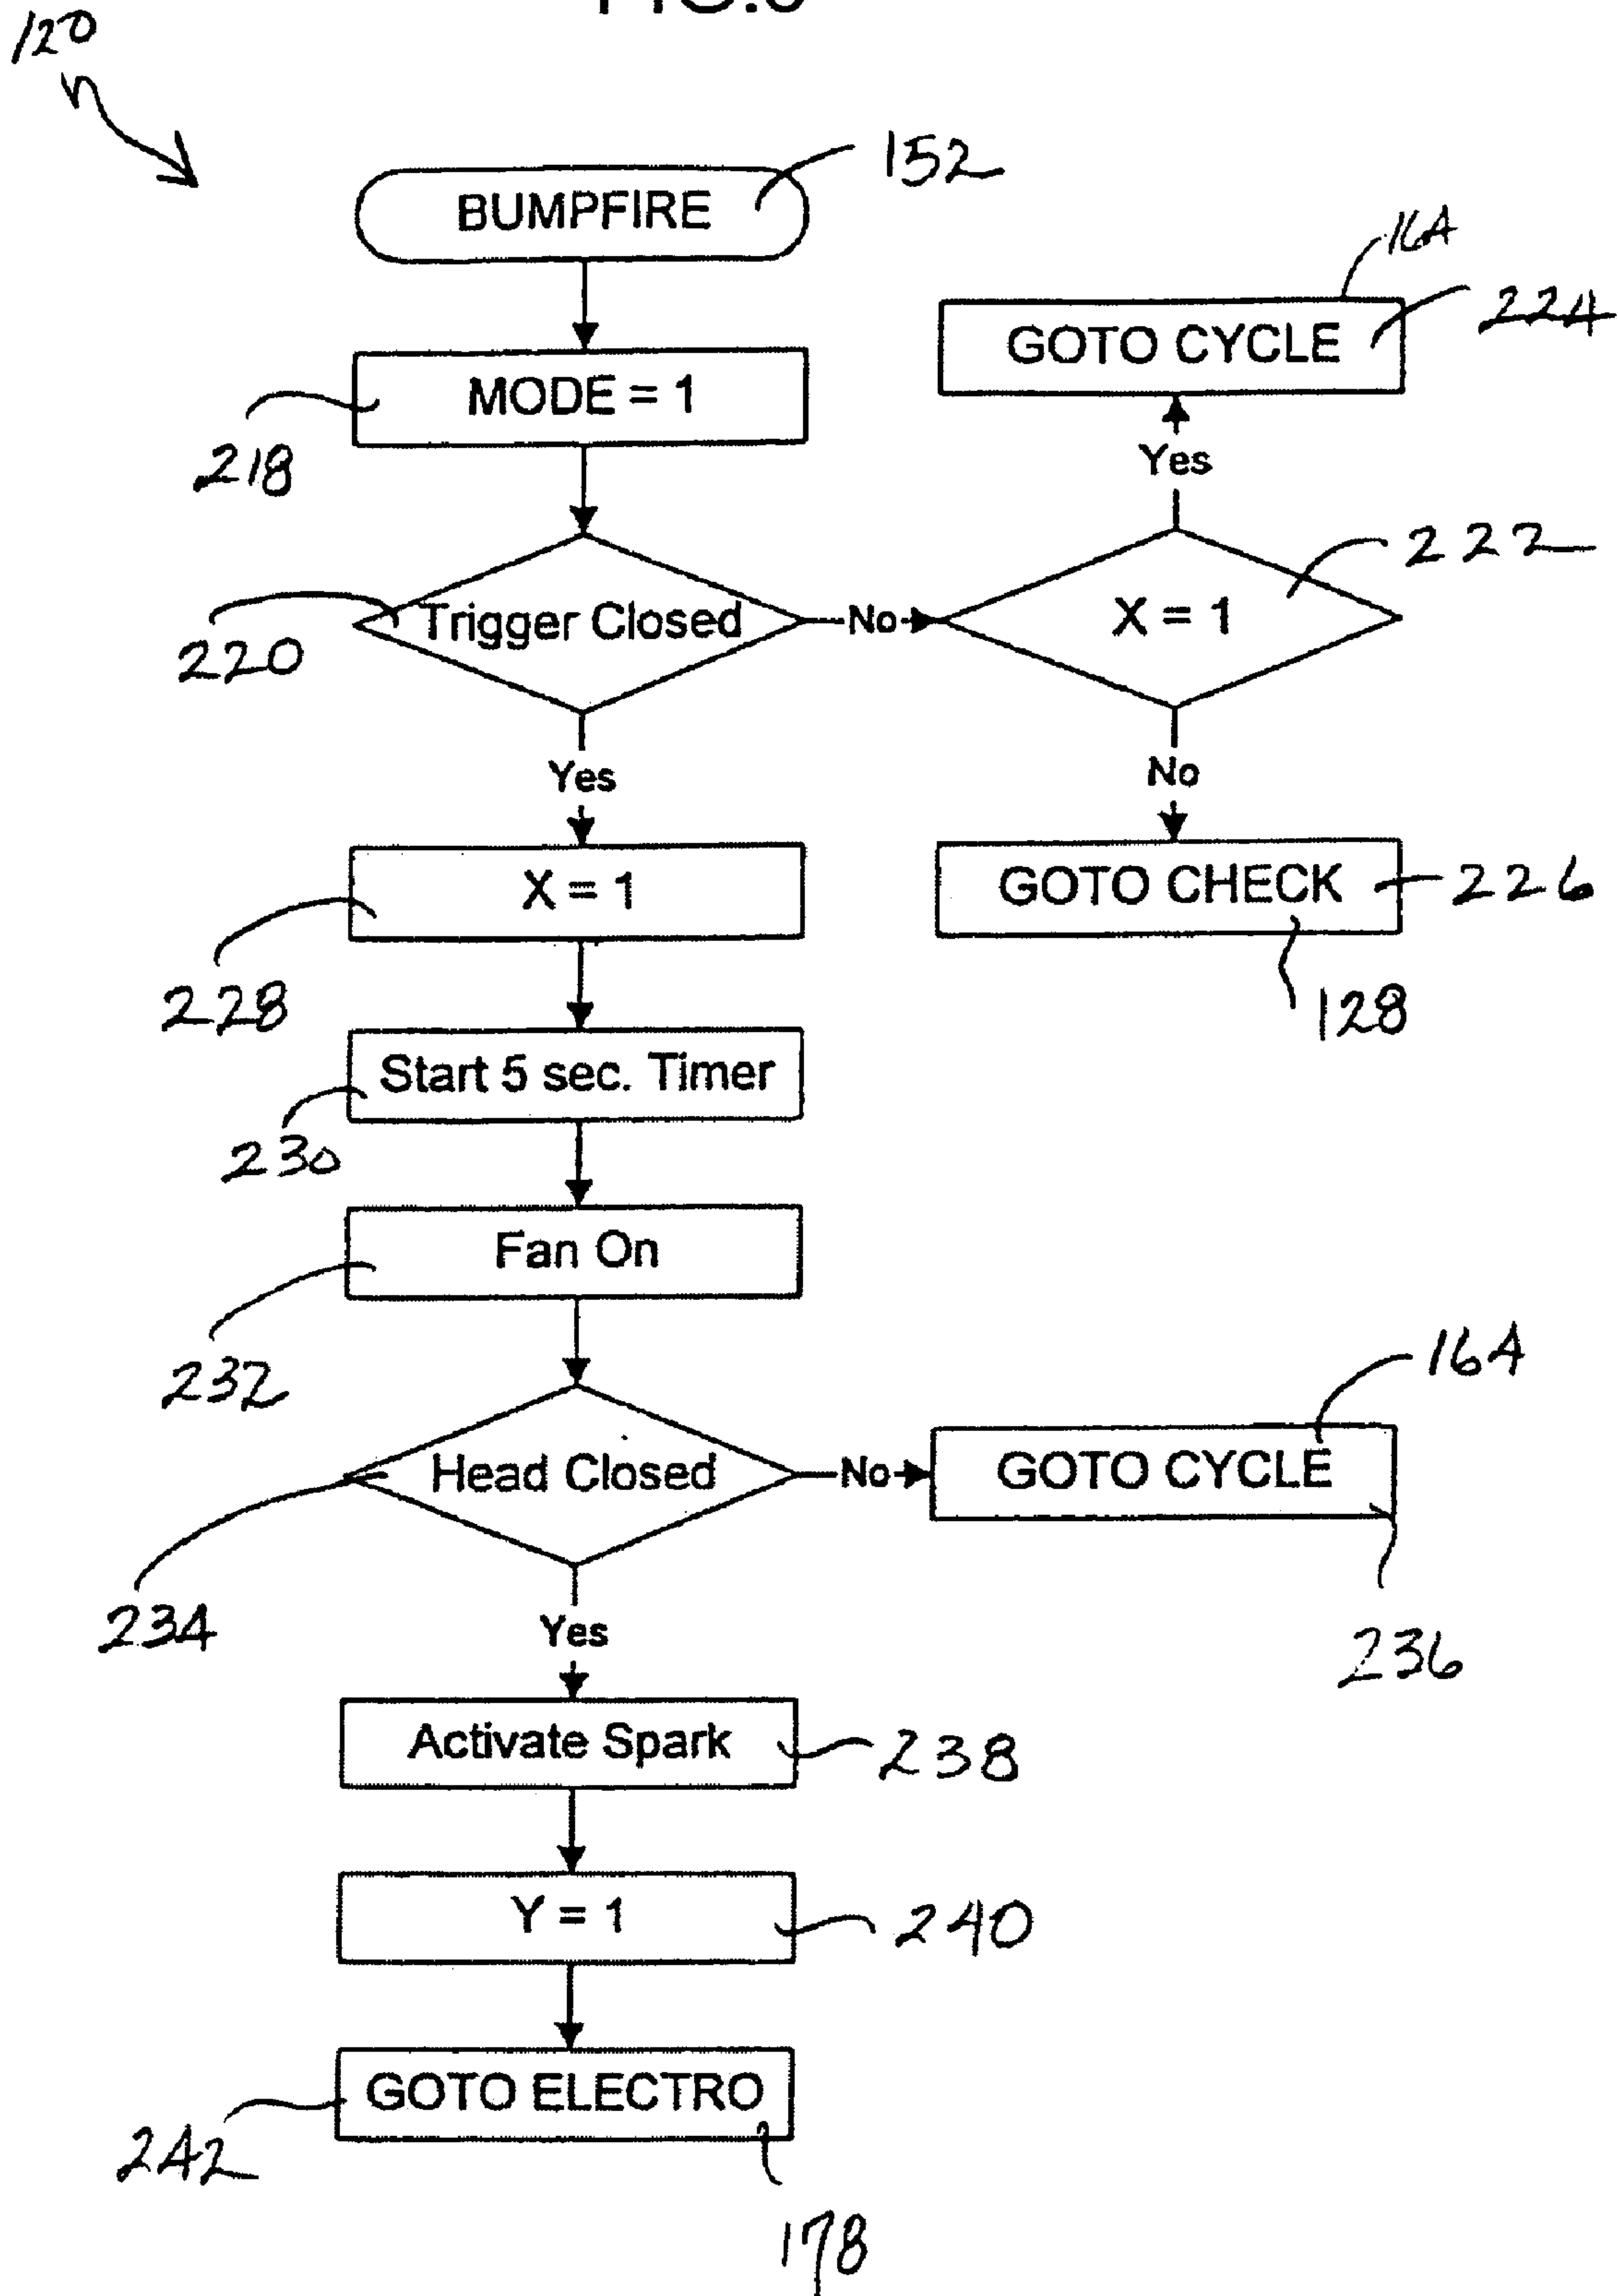 120
152
BUMPFIRE
164
GOTO CYCLE
224
MODE = 1
218
Yes
222
Trigger Closed
No
X = 1
220
Yes
No
X = 1
GOTO CHECK
226
228
128
Start 5 sec. Timer
230
Fan On
232
164
Head Closed
No
GOTO CYCLE
234
Yes
236
Activate Spark
238
Y = 1
240
GOTO ELECTRO
242
178